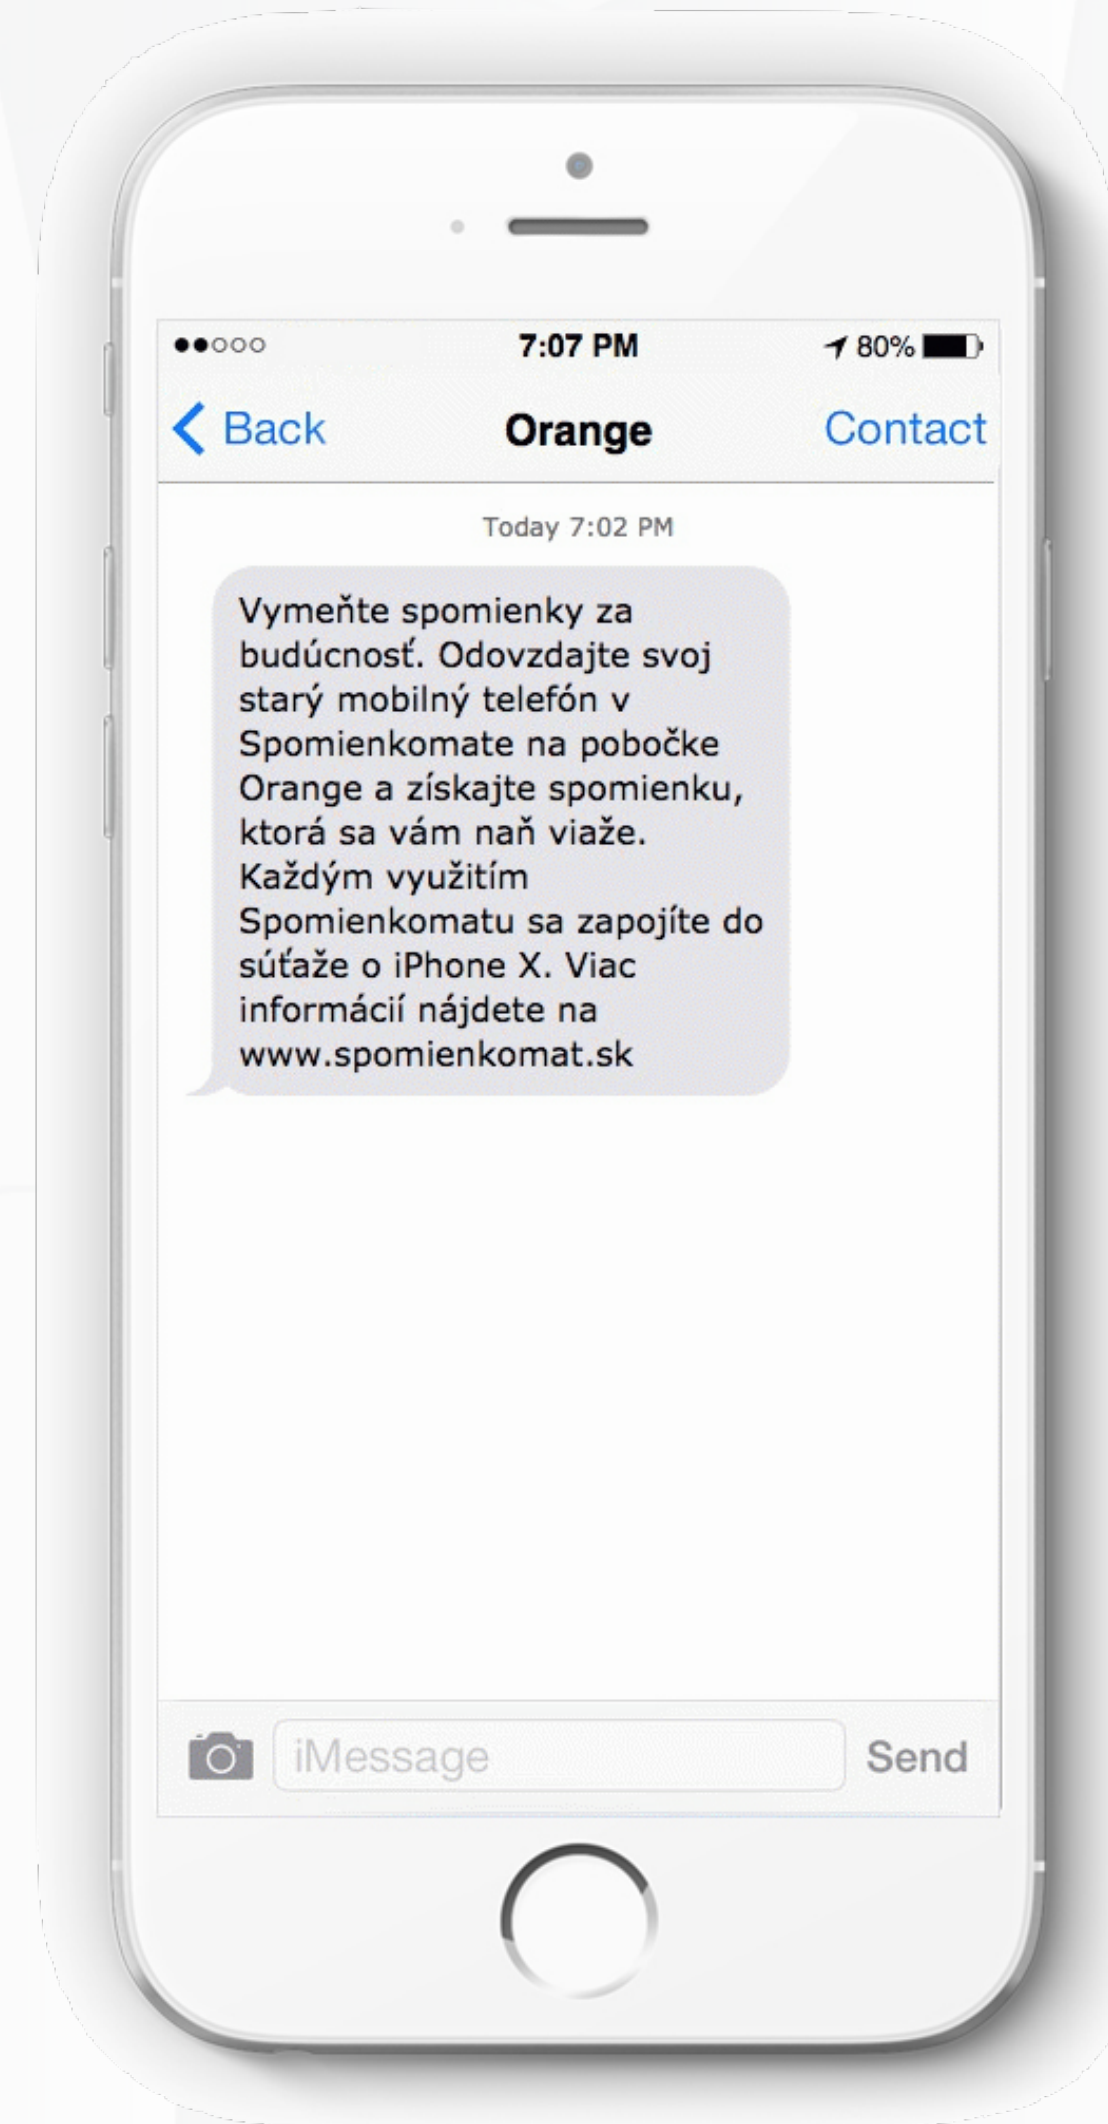 7:07 PM 80%
Back Orange Contact
Today 7:02 PM
Vymeňte spomienky za
budúcnosť. Odovzdajte svoj
starý mobilný telefón v
Spomienkomate na pobočke
Orange a získajte spomienku,
ktorá sa vám naň viaže.
Každým využitím
Spomienkomatu sa zapojíte do
súťaže o iPhone X. Viac
informácií nájdete na
www.spomienkomat.sk
iMessage Send